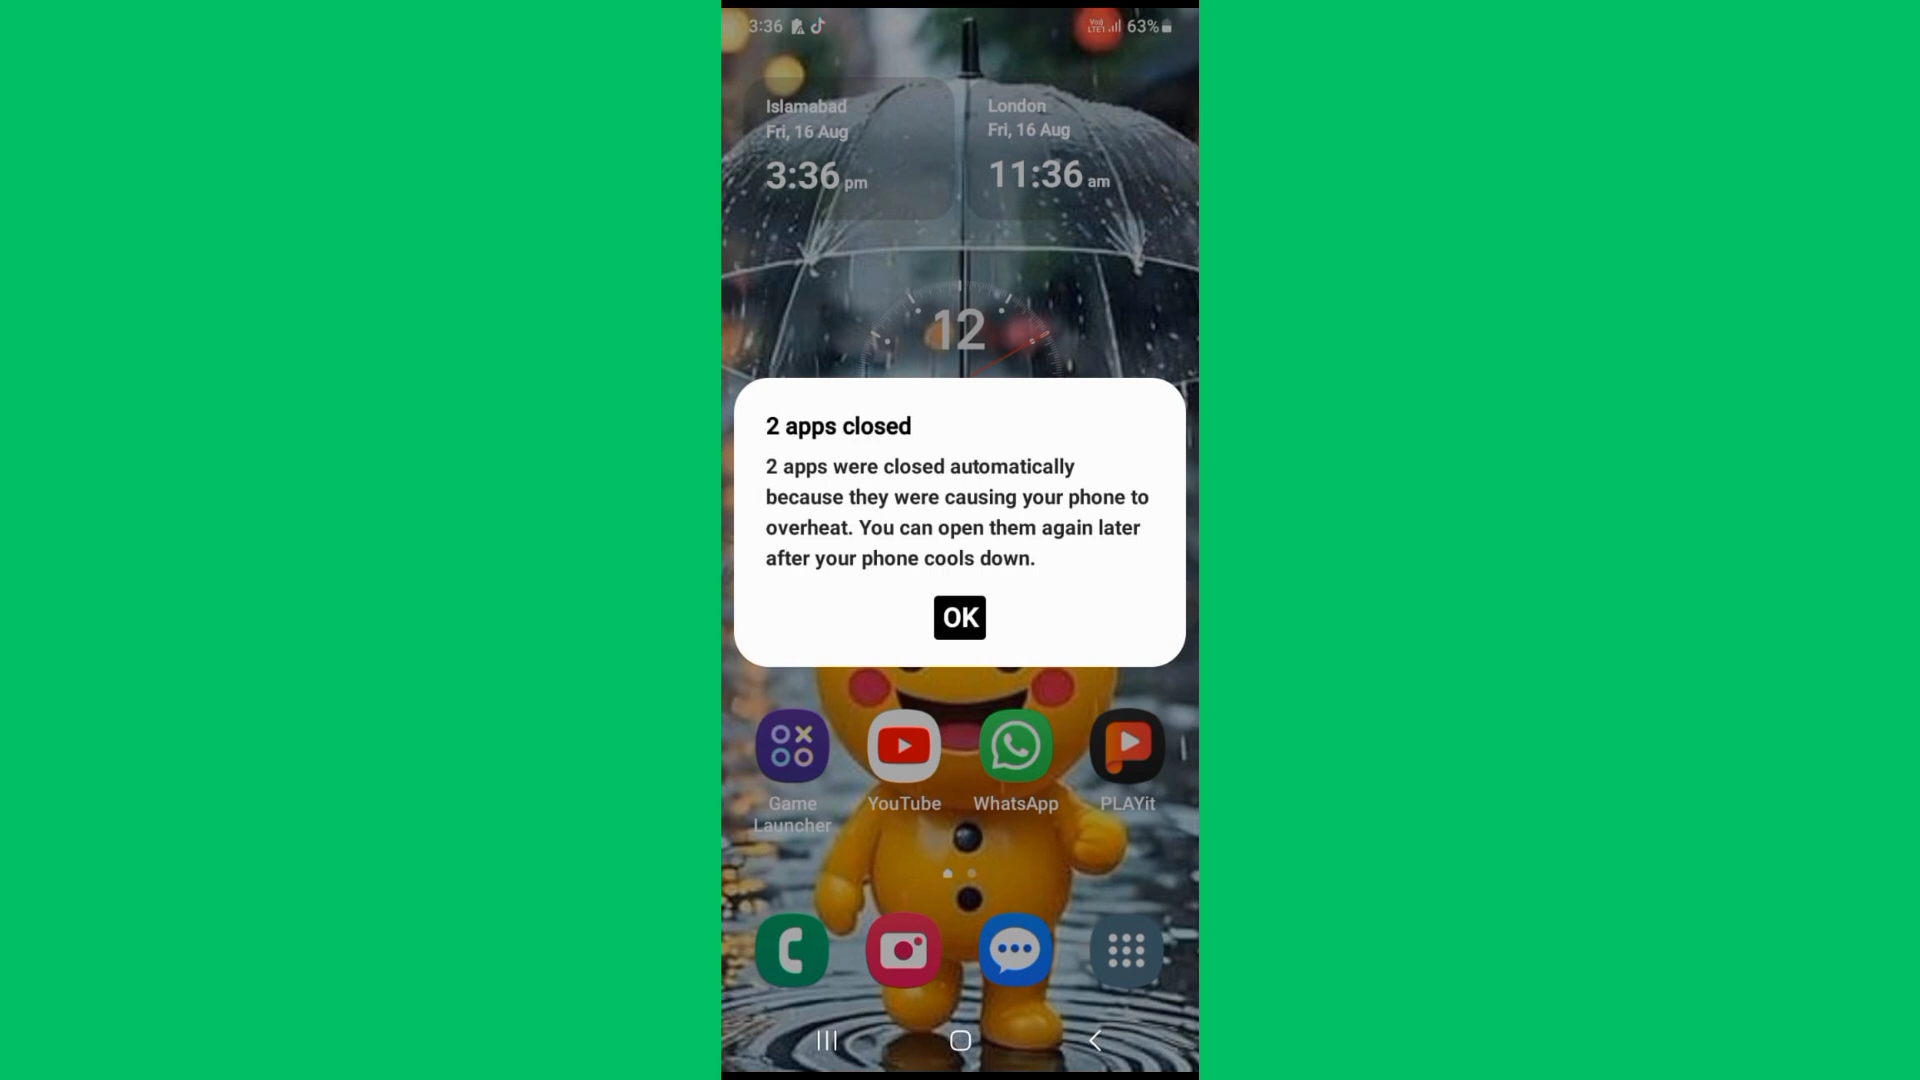 3:36
Vo)) LTE1 63%
Islamabad
Fri, 16 Aug
3:36 pm
London
Fri, 16 Aug
11:36 am
12
2 apps closed
2 apps were closed automatically
because they were causing your phone to
overheat. You can open them again later
after your phone cools down.
OK
Game
Launcher
YouTube
WhatsApp
PLAYit